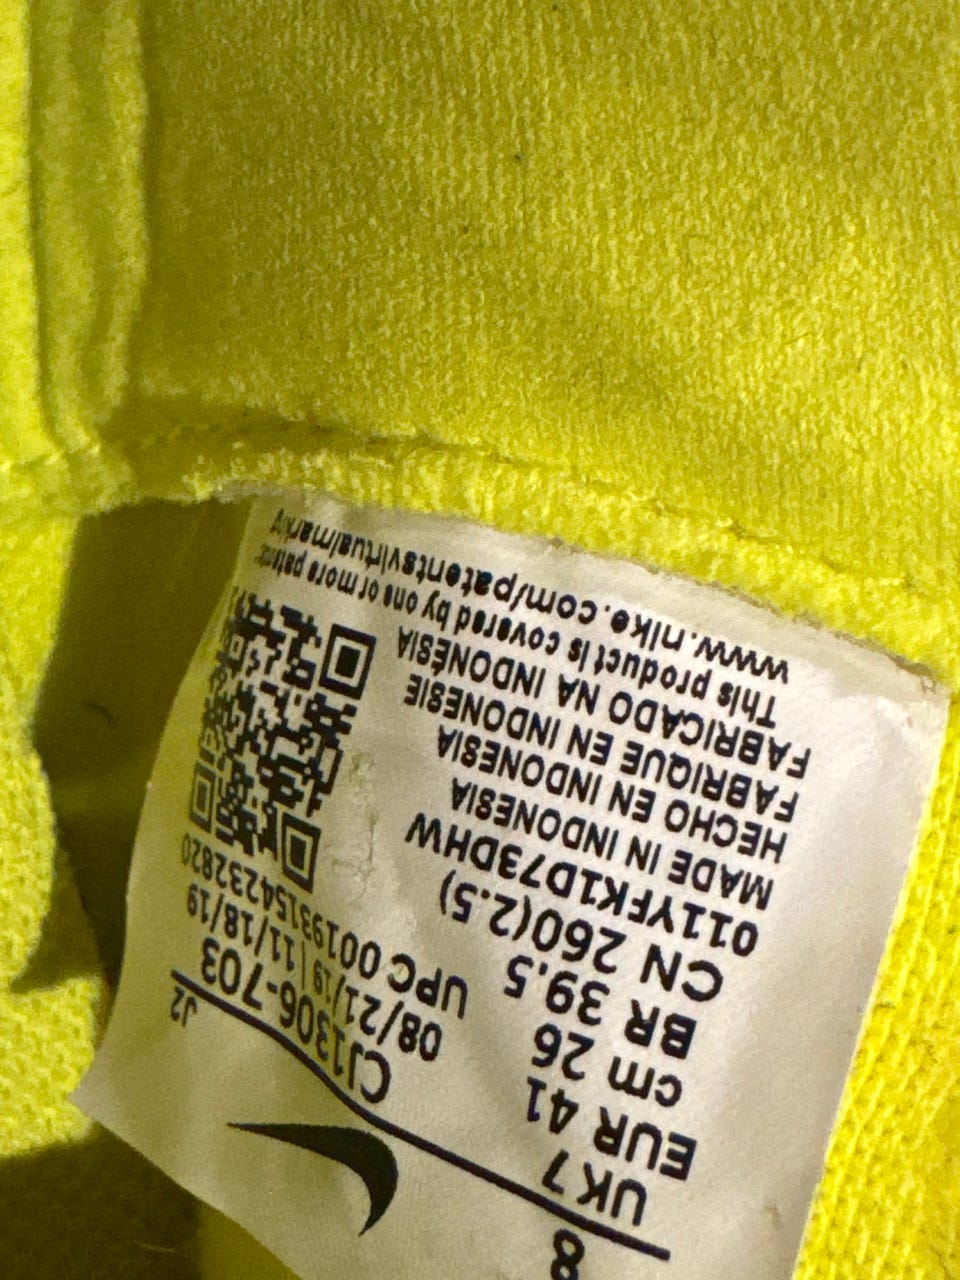 8
UK 7
EUR 41
cm 26
BR 39.5
CN 260(2.5)
011YFK1D73DHW
MADE IN INDONESIA
HECHO EN INDONESIA
FABRIQUE EN INDONESIE
FABRICADO NA INDONÉSIA
This product is covered by one or more patents.
www.nike.com/patentsvirtualmarking
J2
CJ1306-703
08/21/19 | 11/18/19
UPC 00193154232820